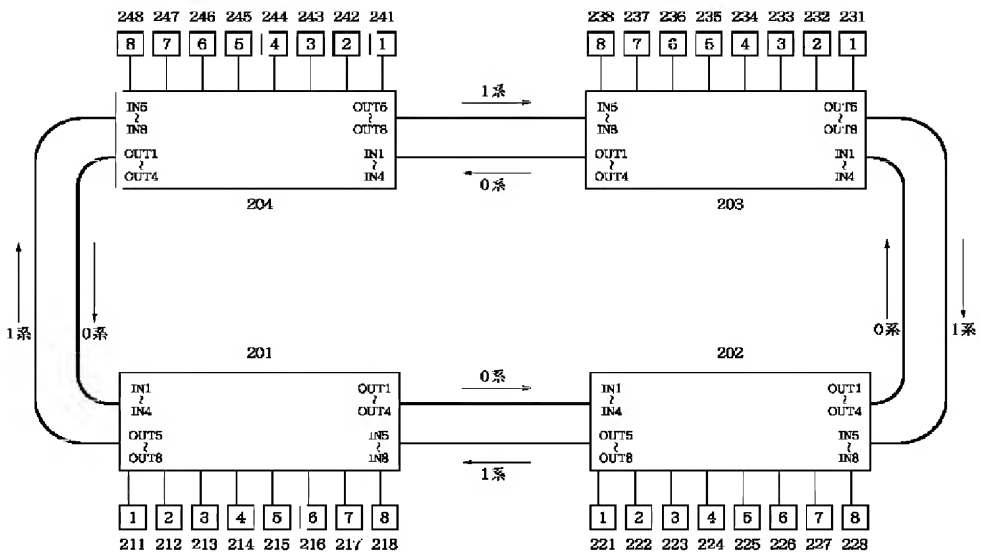 248 247 246 245 244 243 242 241
238 237 236 235 234 233 232 231
8 7 6 5 4 3 2 1
8 7 6 5 4 3 2 1
IN5
~
IN8
OUT5
~
OUT8
1系
IN5
~
IN8
OUT5
~
OUT8
OUT1
~
OUT4
IN1
~
IN4
0系
OUT1
~
OUT4
IN1
~
IN4
204
203
1系
0系
0系
1系
201
202
0系
IN1
~
IN4
OUT1
~
OUT4
IN1
~
IN4
OUT1
~
OUT4
OUT5
~
OUT8
IN5
~
IN8
1系
OUT5
~
OUT8
IN5
~
IN8
1 2 3 4 5 6 7 8
1 2 3 4 5 6 7 8
211 212 213 214 215 216 217 218
221 222 223 224 225 226 227 228